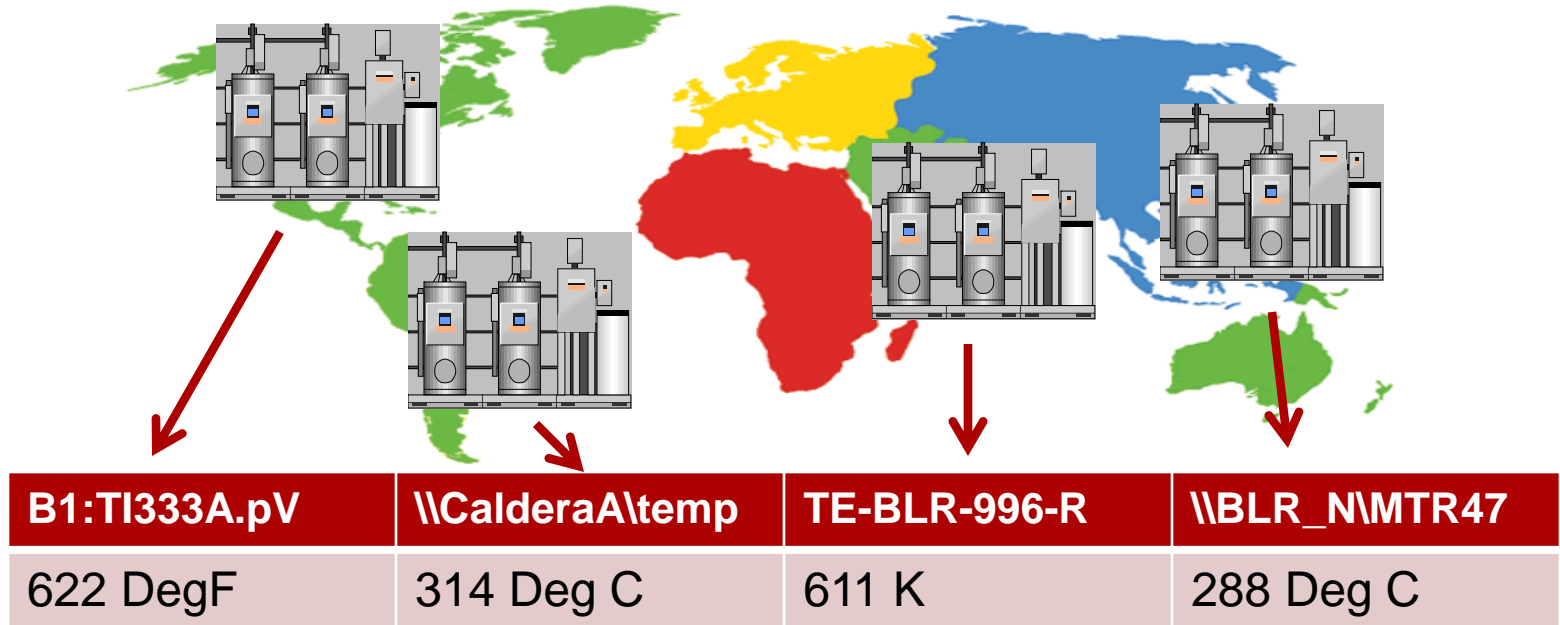 B1:TI333A.pV
\\CalderaA\temp
TE-BLR-996-R
\\BLR_N\MTR47
622 DegF
314 Deg C
611 K
288 Deg C